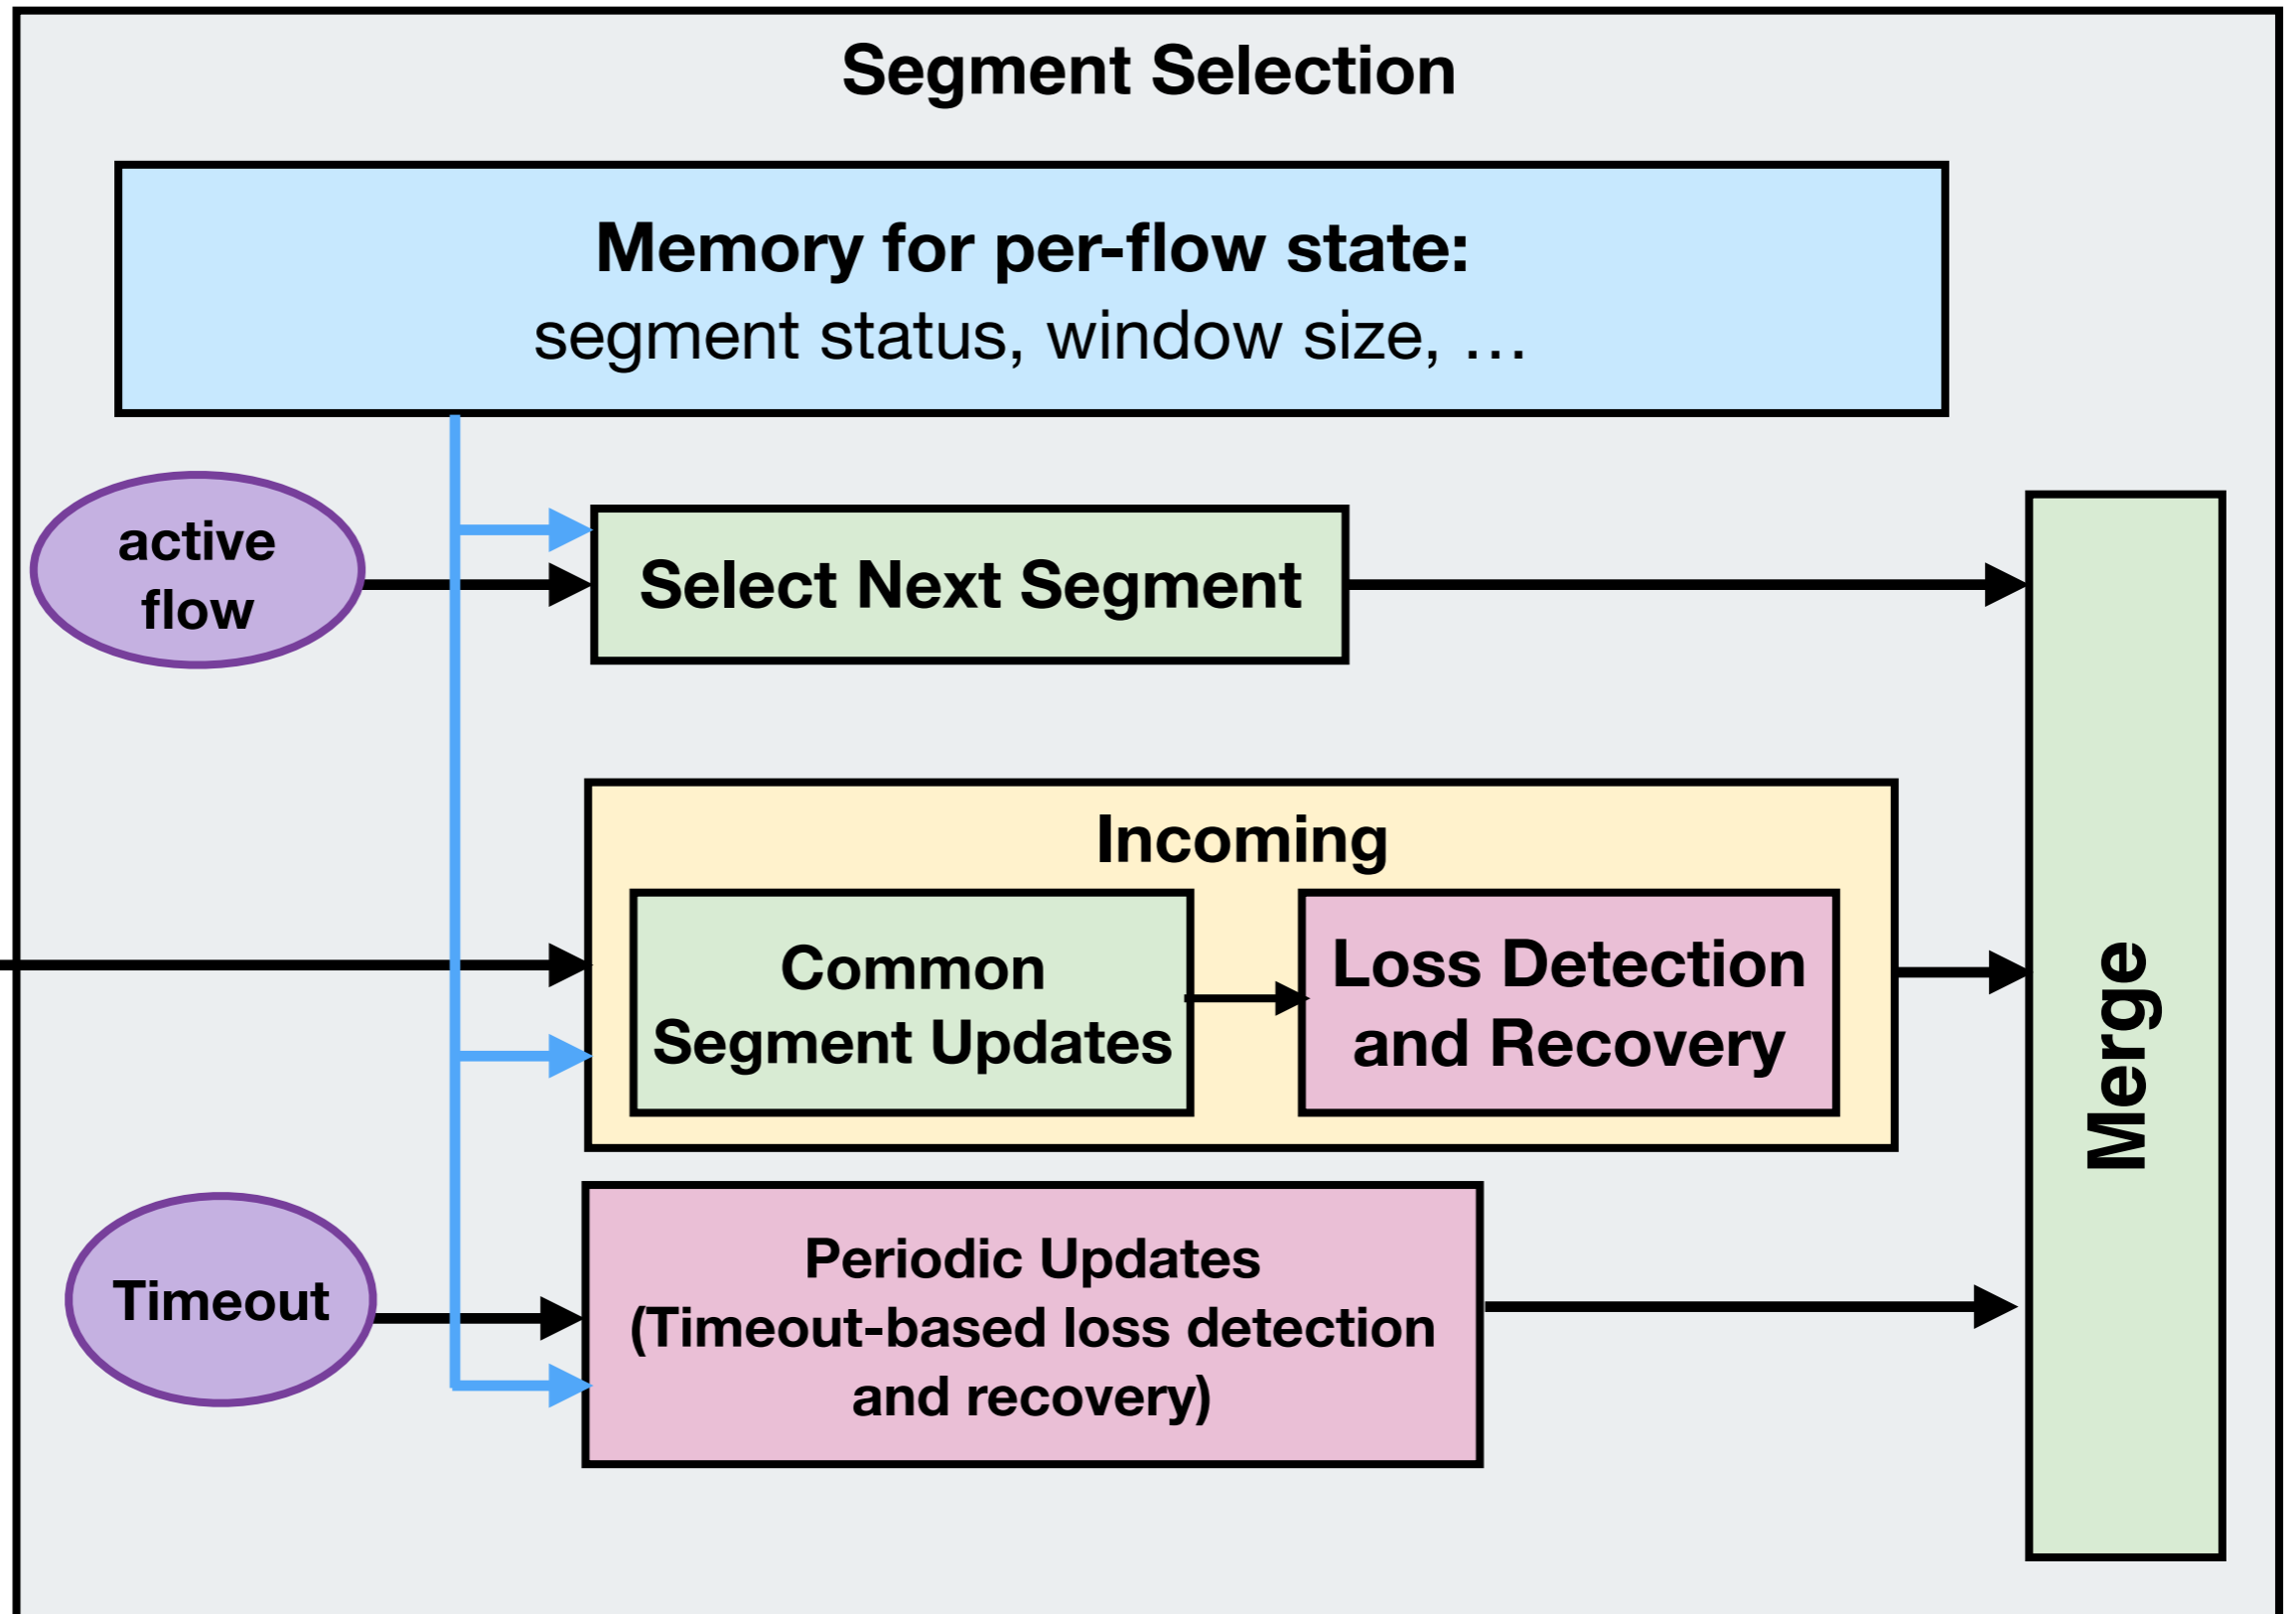 Segment Selection
Memory for per-flow state:
segment status, window size, …
active
flow
Select Next Segment
Incoming
Common
Segment Updates
Loss Detection
and Recovery
Merge
Timeout
Periodic Updates
(Timeout-based loss detection
and recovery)